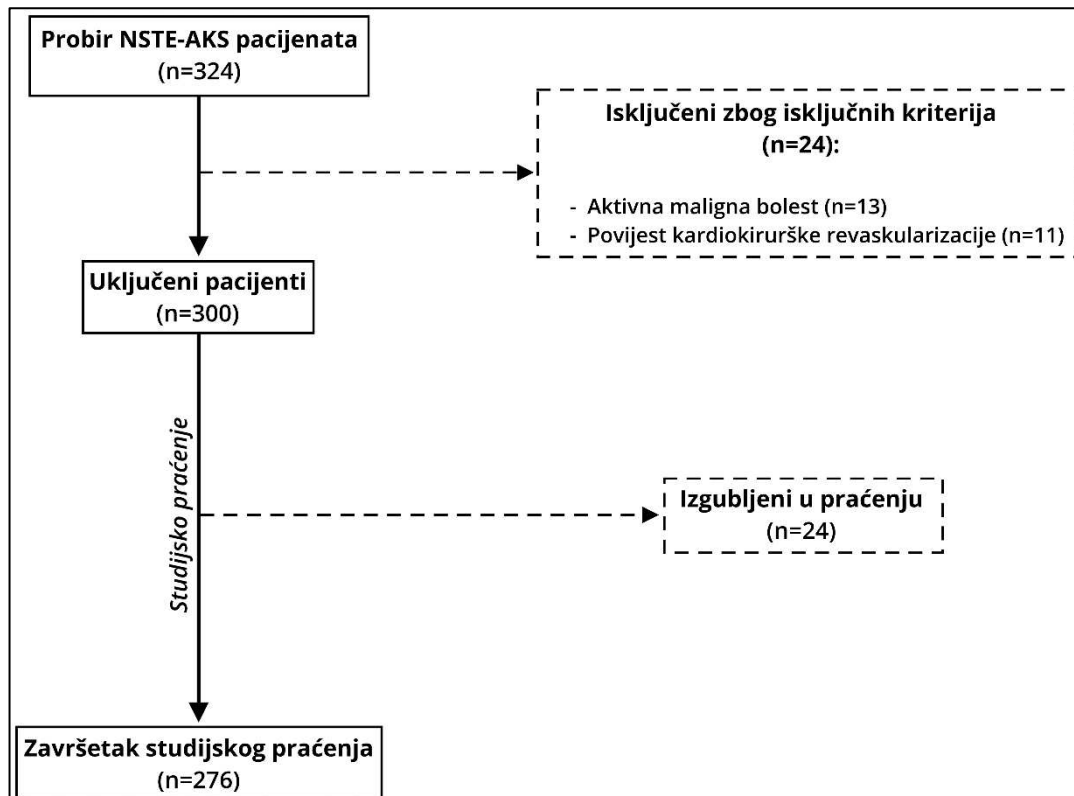 Probir NSTE-AKS pacijenata
(n=324)
Isključeni zbog isključnih kriterija
(n=24):
- Aktivna maligna bolest (n=13)
- Povijest kardiokirurške revaskularizacije (n=11)
Uključeni pacijenti
(n=300)
Studijsko praćenje
Izgubljeni u praćenju
(n=24)
Završetak studijskog praćenja
(n=276)